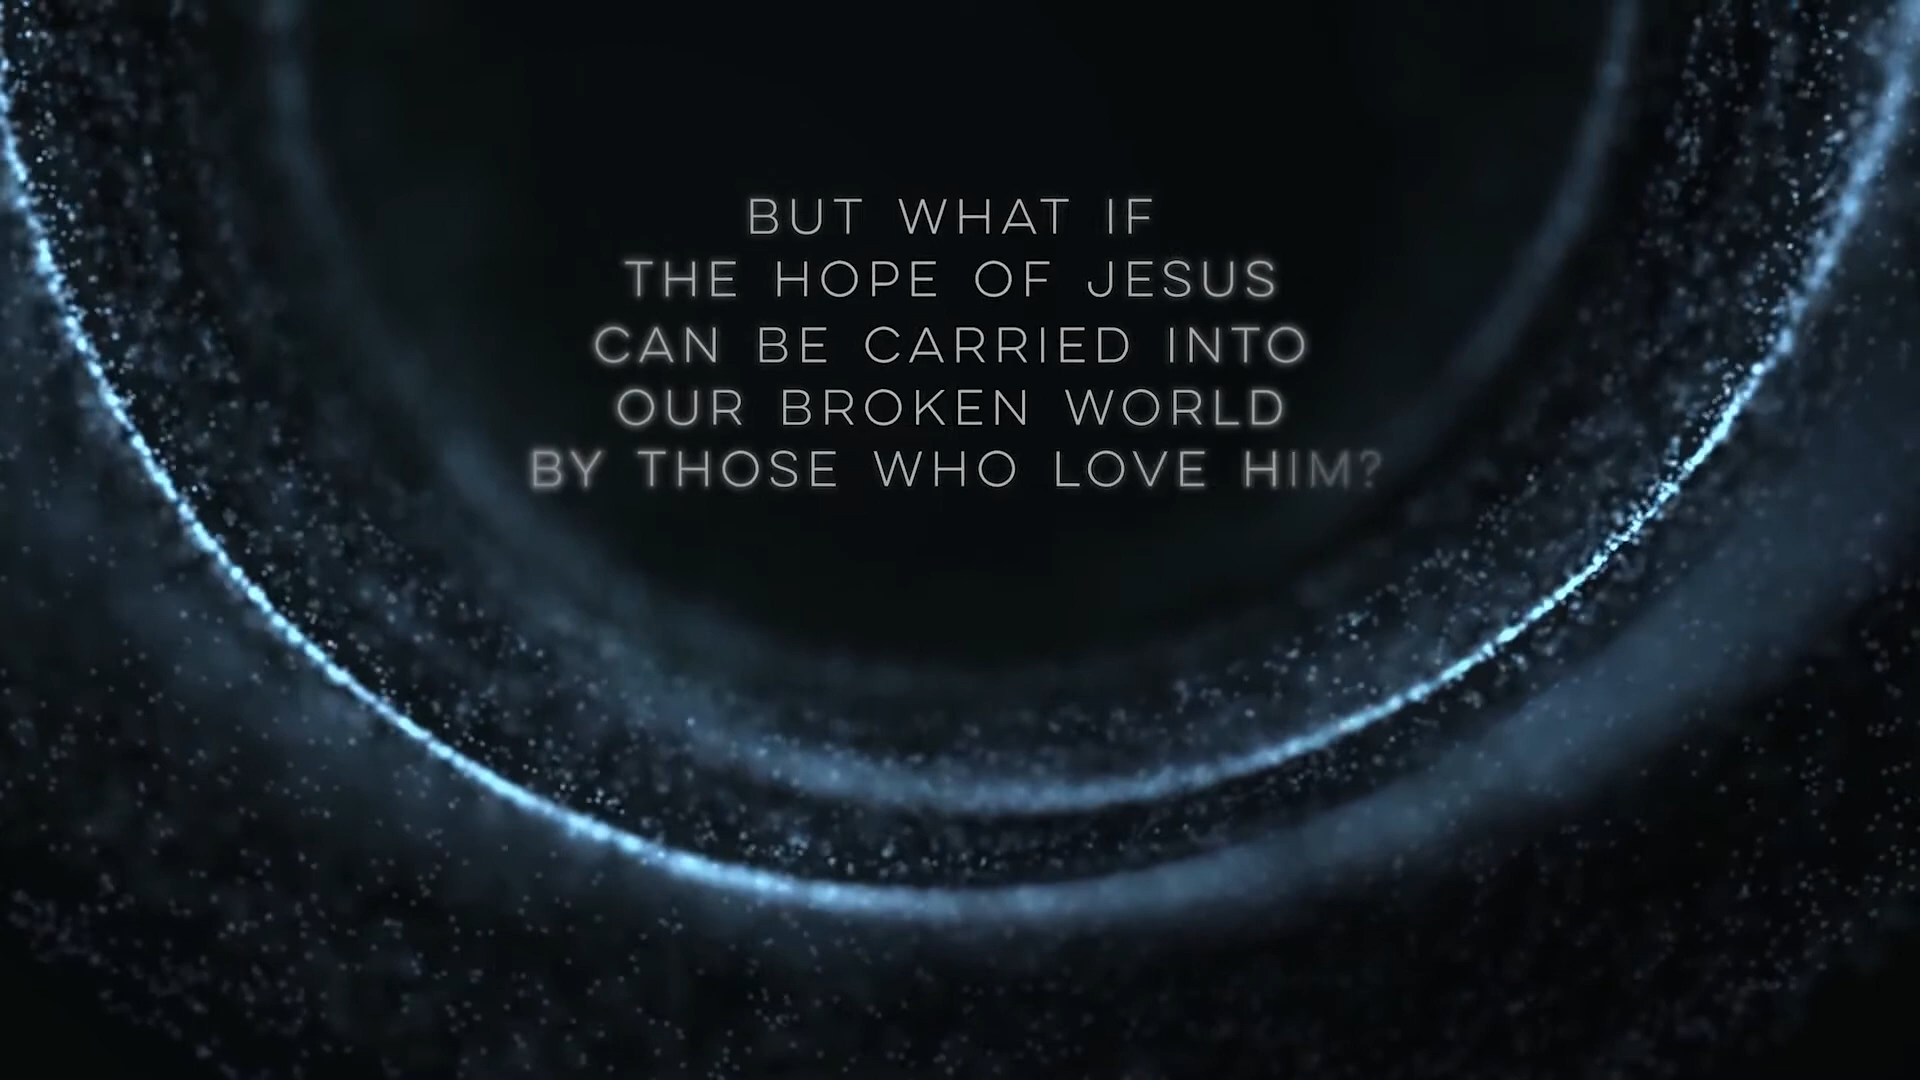 BUT WHAT IF
THE HOPE OF JESUS
CAN BE CARRIED INTO
OUR BROKEN WORLD
BY THOSE WHO LOVE HIM?